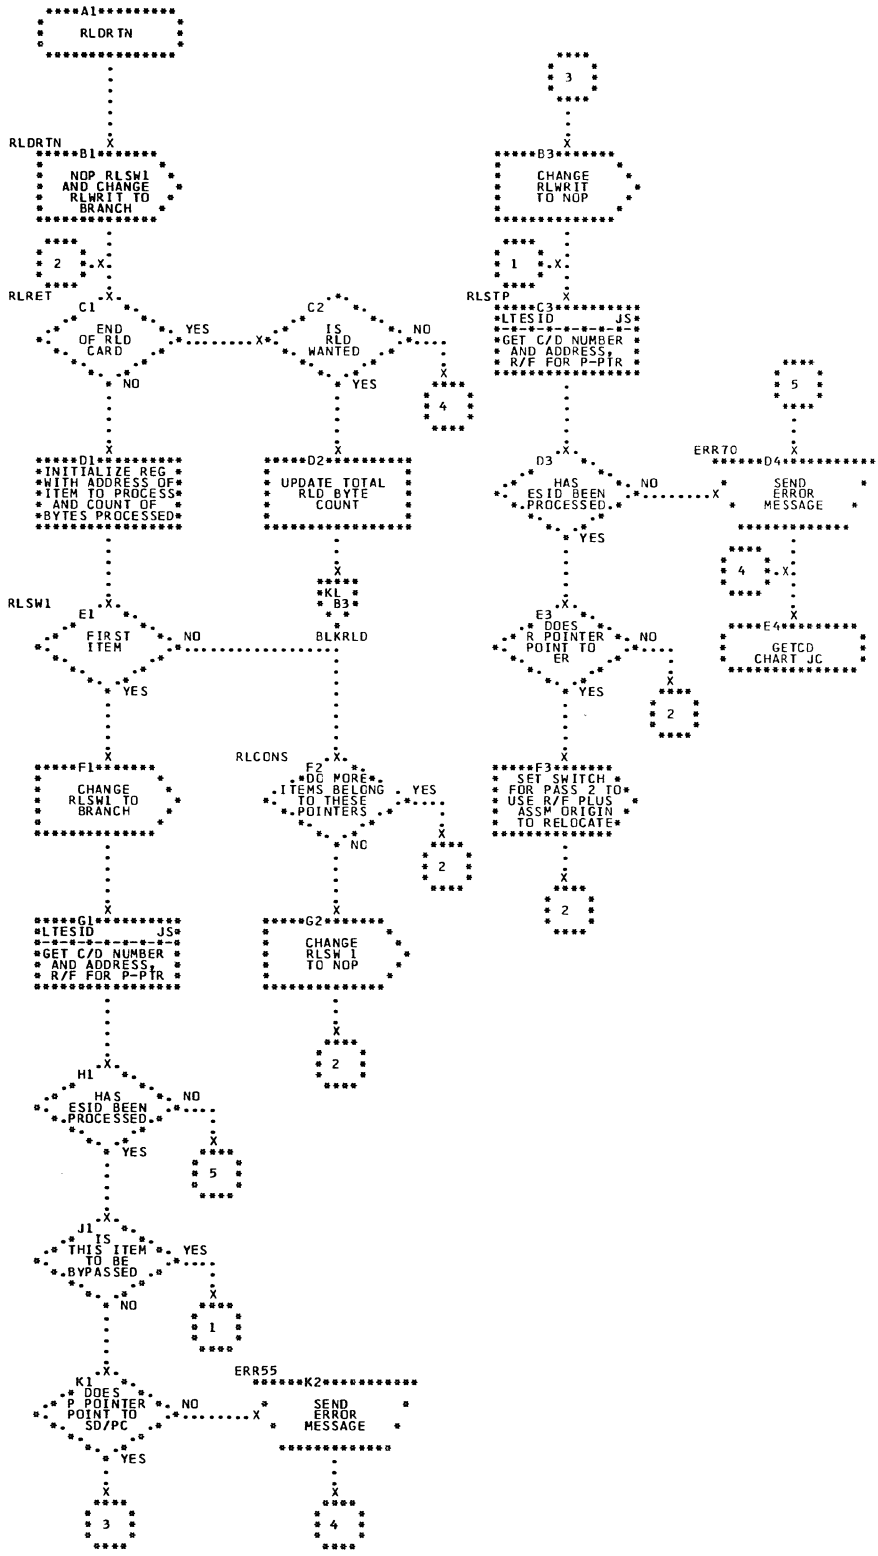 A1
RLDRTN
3
RLDRTN
B1
NOP RLSW1
AND CHANGE
RLWRIT TO
BRANCH
B3
CHANGE
RLWRIT
TO NOP
2
1
RLRET
C1
END
OF RLD
CARD
YES
NO
C2
IS
RLD
WANTED
NO
YES
4
RLSTP
C3
LTESID JS
GET C/D NUMBER
AND ADDRESS,
R/F FOR P-PTR
5
D1
INITIALIZE REG
WITH ADDRESS OF
ITEM TO PROCESS
AND COUNT OF
BYTES PROCESSED
D2
UPDATE TOTAL
RLD BYTE
COUNT
D3
HAS
ESID BEEN
PROCESSED
NO
YES
ERR70
D4
SEND
ERROR
MESSAGE
4
KL
B3
BLKRLD
RLSW1
E1
FIRST
ITEM
NO
YES
E3
DOES
R POINTER
POINT TO
ER
NO
YES
2
E4
GETCD
CHART JC
F1
CHANGE
RLSW1 TO
BRANCH
RLCONS
F2
DO MORE
ITEMS BELONG
TO THESE
POINTERS
YES
NO
2
F3
SET SWITCH
FOR PASS 2 TO
USE R/F PLUS
ASSM ORIGIN
TO RELOCATE
2
G1
LTESID JS
GET C/D NUMBER
AND ADDRESS,
R/F FOR P-PTR
G2
CHANGE
RLSW 1
TO NOP
2
H1
HAS
ESID BEEN
PROCESSED
NO
YES
5
J1
IS
THIS ITEM
TO BE
BYPASSED
YES
NO
1
K1
DOES
P POINTER
POINT TO
SD/PC
NO
YES
ERR55
K2
SEND
ERROR
MESSAGE
3
4